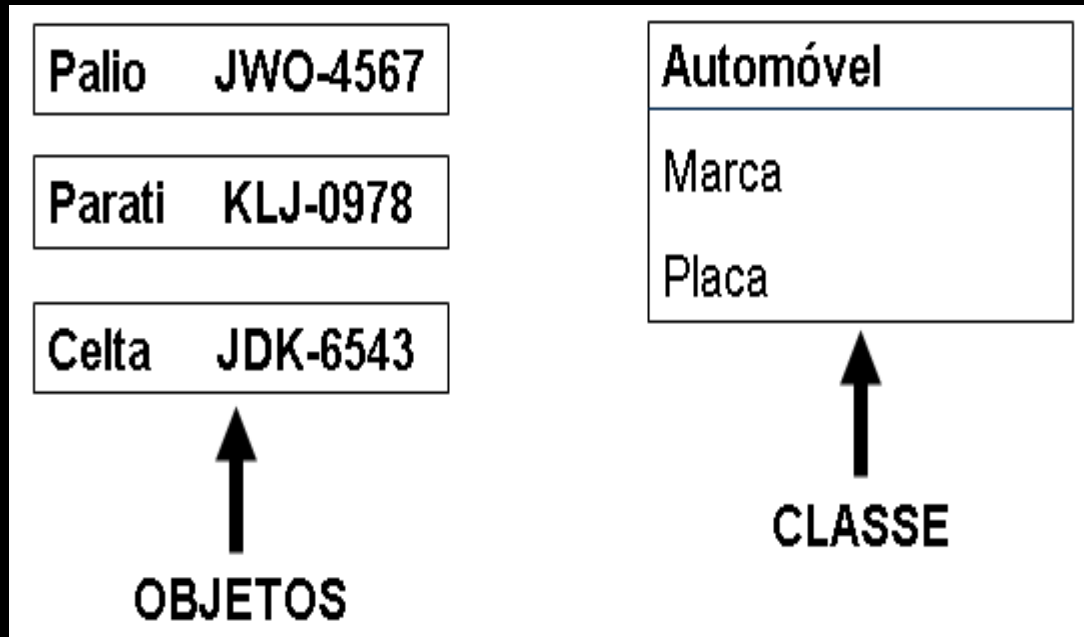 Palio JWO-4567
Parati KLJ-0978
Celta JDK-6543
OBJETOS
Automóvel
Marca
Placa
CLASSE